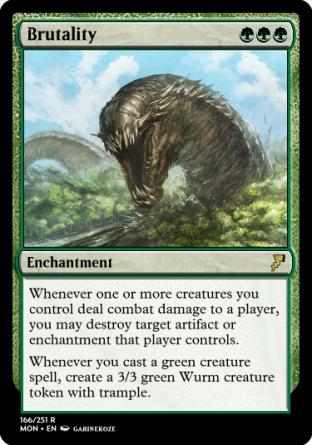 Brutality
Enchantment
Whenever one or more creatures you
control deal combat damage to a player,
you may destroy target artifact or
enchantment that player controls.
Whenever you cast a green creature
spell, create a 3/3 green Wurm creature
token with trample.
166/251 R
MON • EN GARINEKOZE